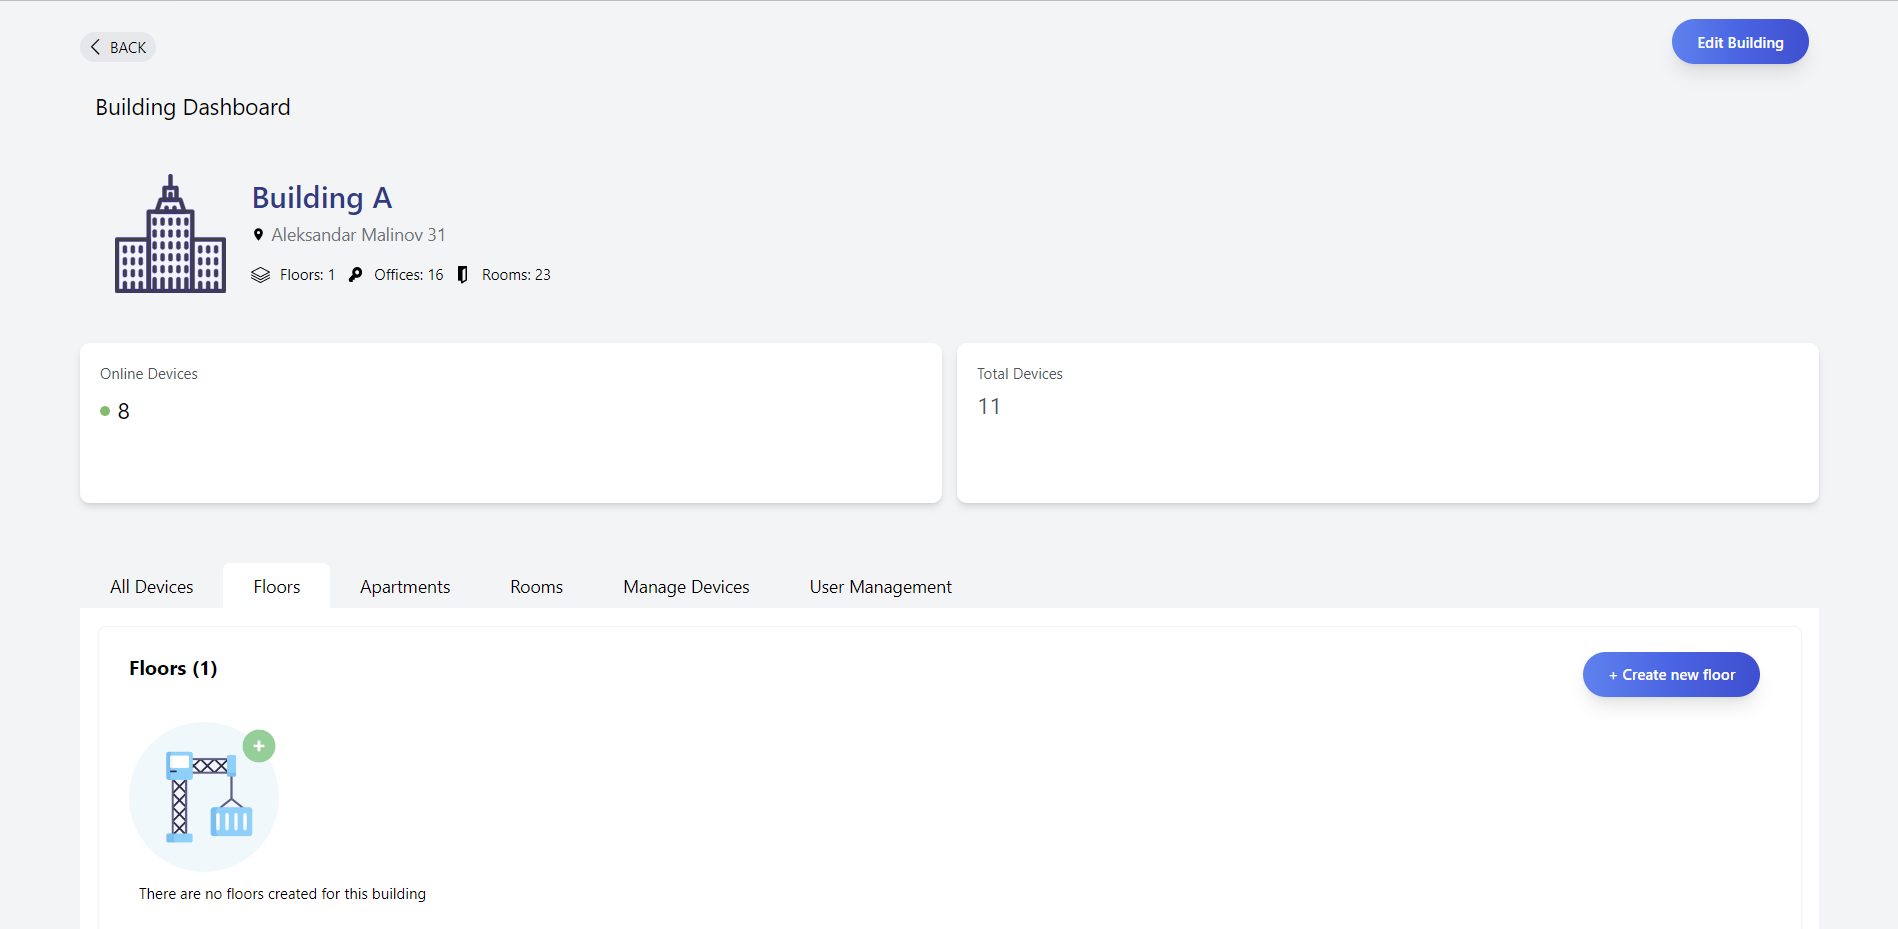 BACK
Edit Building
Building Dashboard
Building A
Aleksandar Malinov 31
Floors: 1 Offices: 16 Rooms: 23
Online Devices
8
Total Devices
11
All Devices Floors Apartments Rooms Manage Devices User Management
Floors (1)
+ Create new floor
There are no floors created for this building